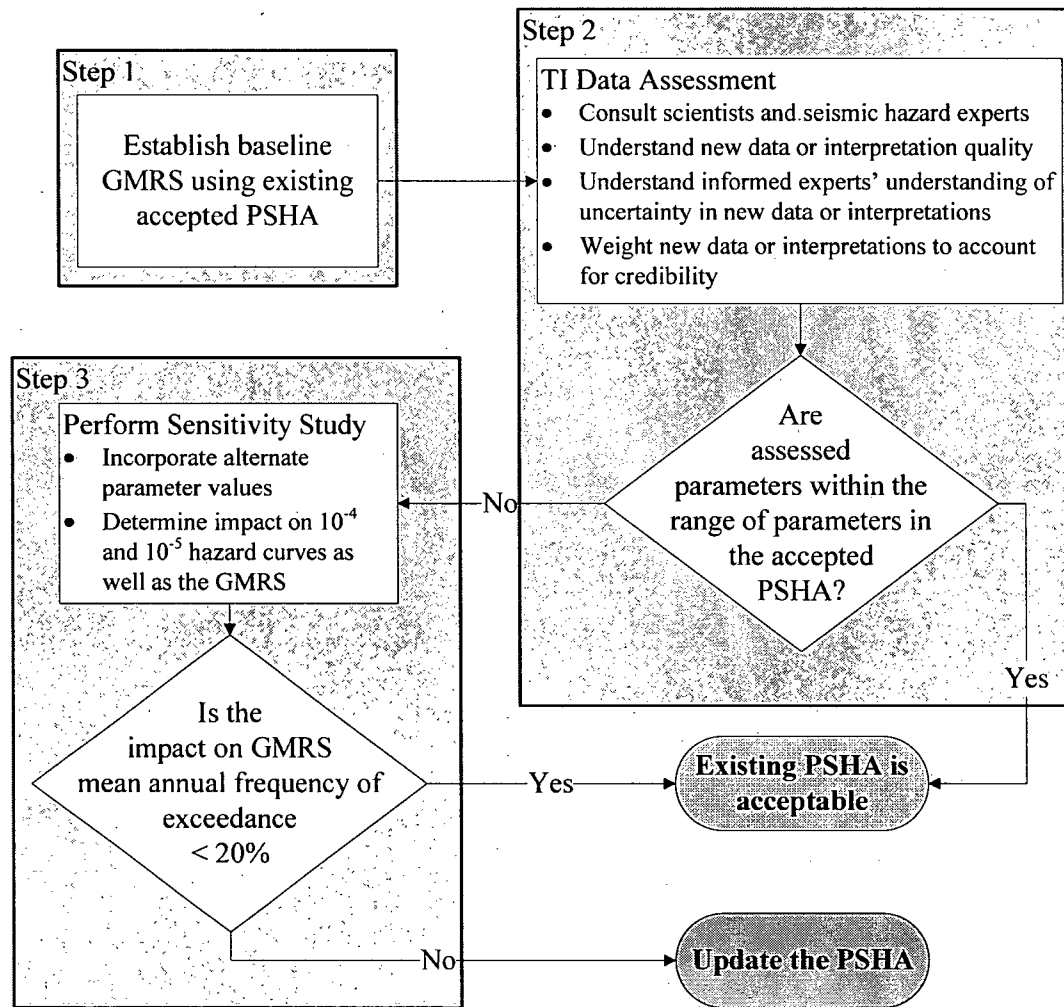 Step 1
Establish baseline
GMRS using existing
accepted PSHA
Step 2
TI Data Assessment
• Consult scientists and seismic hazard experts
• Understand new data or interpretation quality
• Understand informed experts' understanding of
uncertainty in new data or interpretations
• Weight new data or interpretations to account
for credibility
Are
assessed
parameters within the
range of parameters in
the accepted
PSHA?
No
Yes
Step 3
Perform Sensitivity Study
• Incorporate alternate
parameter values
• Determine impact on 10⁻⁴
and 10⁻⁵ hazard curves as
well as the GMRS
Is the
impact on GMRS
mean annual frequency of
exceedance
< 20%
Yes
Existing PSHA is
acceptable
No
Update the PSHA